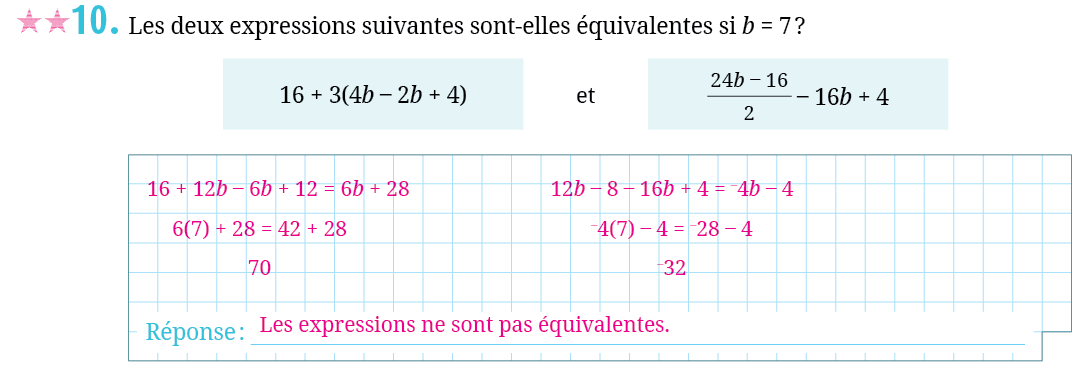 ★★10. Les deux expressions suivantes sont-elles équivalentes si b = 7 ?
16 + 3(4b – 2b + 4) et (24b – 16)/2 – 16b + 4
16 + 12b – 6b + 12 = 6b + 28
6(7) + 28 = 42 + 28
70
12b – 8 – 16b + 4 = ⁻4b – 4
⁻4(7) – 4 = ⁻28 – 4
⁻32
Réponse : Les expressions ne sont pas équivalentes.